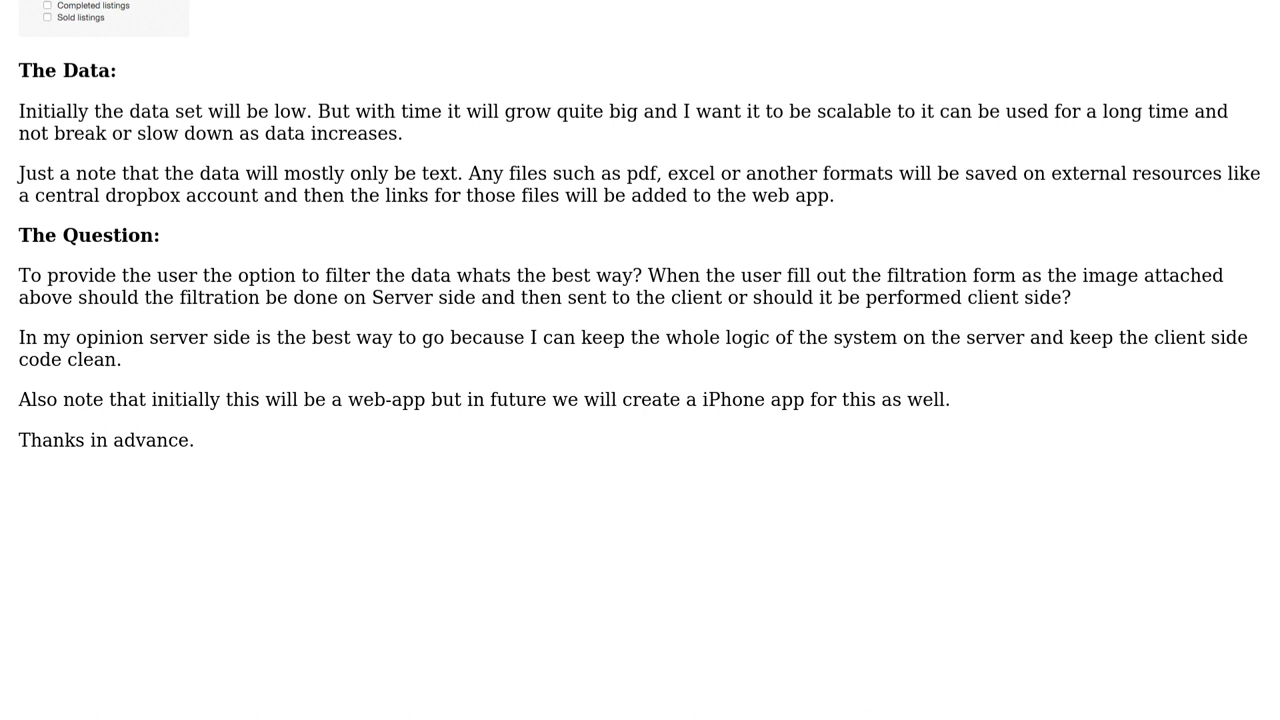 Completed listings
Sold listings
The Data:
Initially the data set will be low. But with time it will grow quite big and I want it to be scalable to it can be used for a long time and
not break or slow down as data increases.
Just a note that the data will mostly only be text. Any files such as pdf, excel or another formats will be saved on external resources like
a central dropbox account and then the links for those files will be added to the web app.
The Question:
To provide the user the option to filter the data whats the best way? When the user fill out the filtration form as the image attached
above should the filtration be done on Server side and then sent to the client or should it be performed client side?
In my opinion server side is the best way to go because I can keep the whole logic of the system on the server and keep the client side
code clean.
Also note that initially this will be a web-app but in future we will create a iPhone app for this as well.
Thanks in advance.